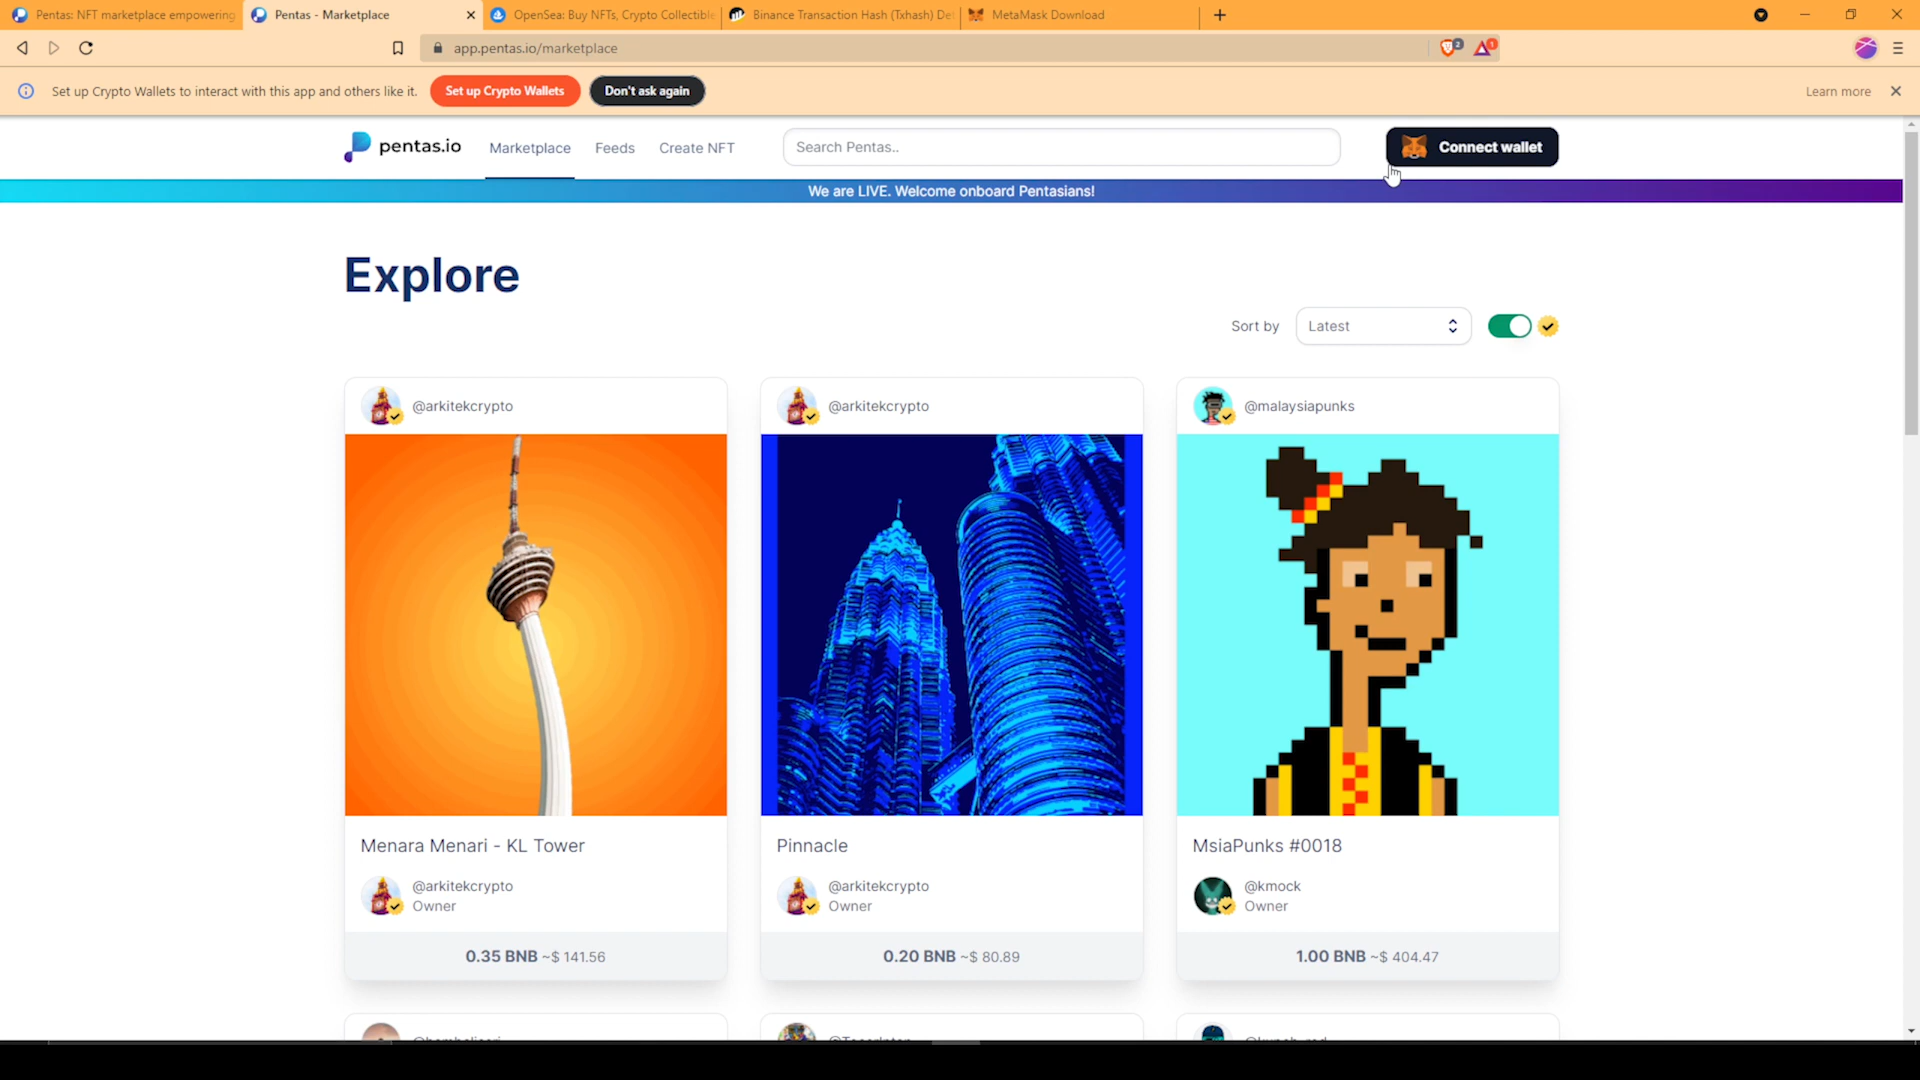 Pentas: NFT marketplace empowering
Pentas - Marketplace
OpenSea: Buy NFTs, Crypto Collectible
Binance Transaction Hash (Txhash) De
MetaMask Download
app.pentas.io/marketplace
2
1
Set up Crypto Wallets to interact with this app and others like it.
Set up Crypto Wallets
Don't ask again
Learn more
pentas.io
Marketplace
Feeds
Create NFT
Search Pentas..
Connect wallet
We are LIVE. Welcome onboard Pentasians!
Explore
Sort by
Latest
@arkitekcrypto
@arkitekcrypto
@malaysiapunks
Menara Menari - KL Tower
Pinnacle
MsiaPunks #0018
@arkitekcrypto
Owner
@arkitekcrypto
Owner
@kmock
Owner
0.35 BNB ~$ 141.56
0.20 BNB ~$ 80.89
1.00 BNB ~$ 404.47